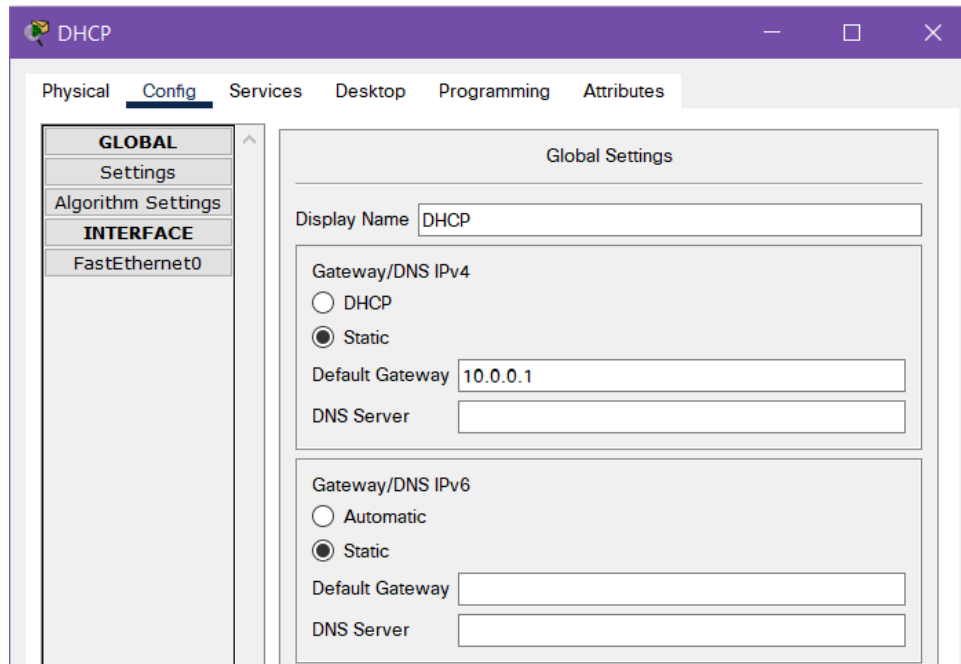 DHCP
Physical Config Services Desktop Programming Attributes
GLOBAL
Settings
Algorithm Settings
INTERFACE
FastEthernet0
Global Settings
Display Name DHCP
Gateway/DNS IPv4
DHCP
Static
Default Gateway 10.0.0.1
DNS Server
Gateway/DNS IPv6
Automatic
Static
Default Gateway
DNS Server